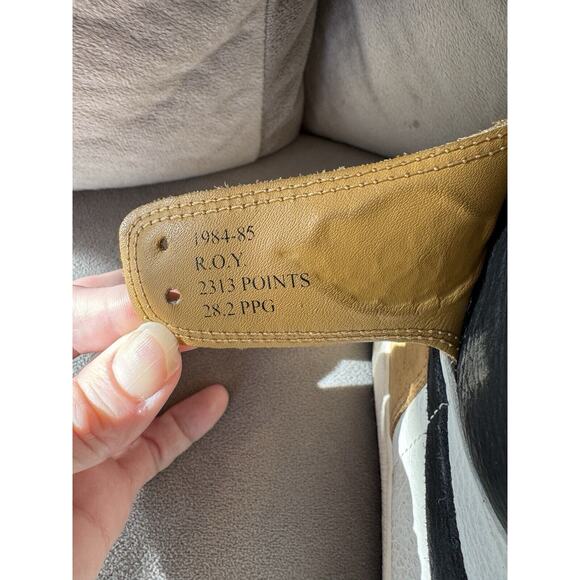 1984-85
R.O.Y.
2313 POINTS
28.2 PPG